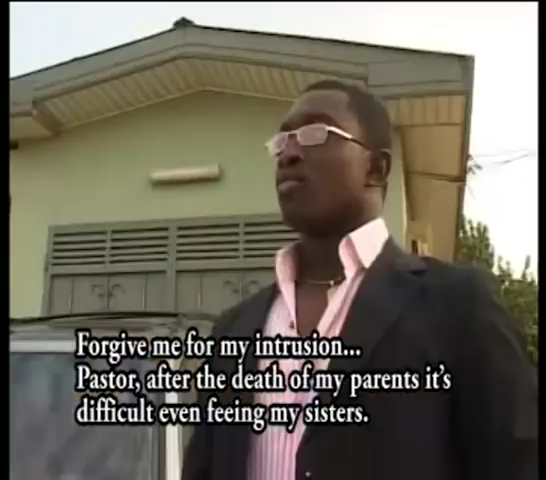 Forgive me for my intrusion...
Pastor, after the death of my parents it's
difficult even feeing my sisters.